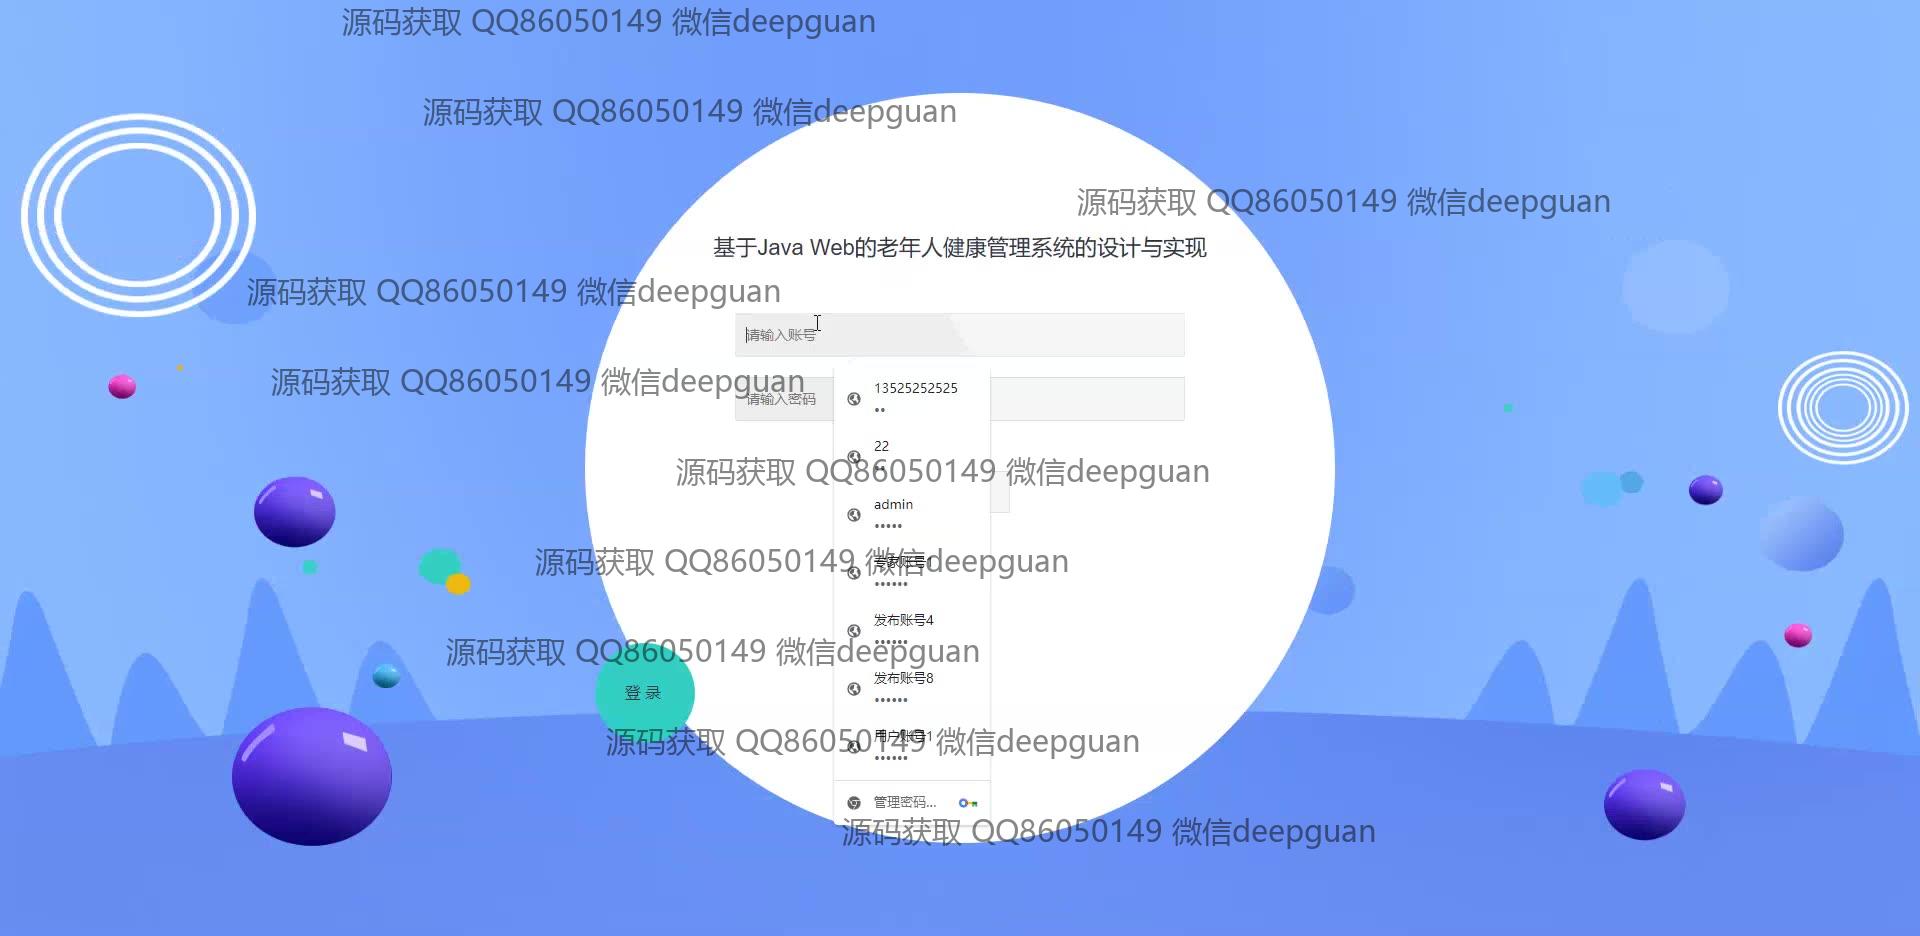 源码获取 QQ86050149 微信deepguan
源码获取 QQ86050149 微信deepguan
源码获取 QQ86050149 微信deepguan
基于Java Web的老年人健康管理系统的设计与实现
源码获取 QQ86050149 微信deepguan
请输入账号
源码获取 QQ86050149 微信deepguan
13525252525
••
请输入密码
22
••
源码获取 QQ86050149 微信deepguan
admin
•••••
源码获取 QQ86050149 微信deepguan
专家账号1
••••••
发布账号4
••••••
源码获取 QQ86050149 微信deepguan
发布账号8
••••••
登 录
源码获取 QQ86050149 微信deepguan
用户账号1
••••••
管理密码...
源码获取 QQ86050149 微信deepguan